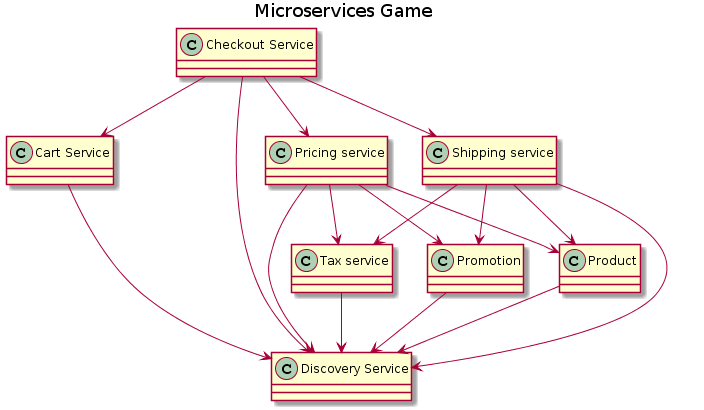 Microservices Game
C Checkout Service
C Cart Service
C Pricing service
C Shipping service
C Tax service
C Promotion
C Product
C Discovery Service